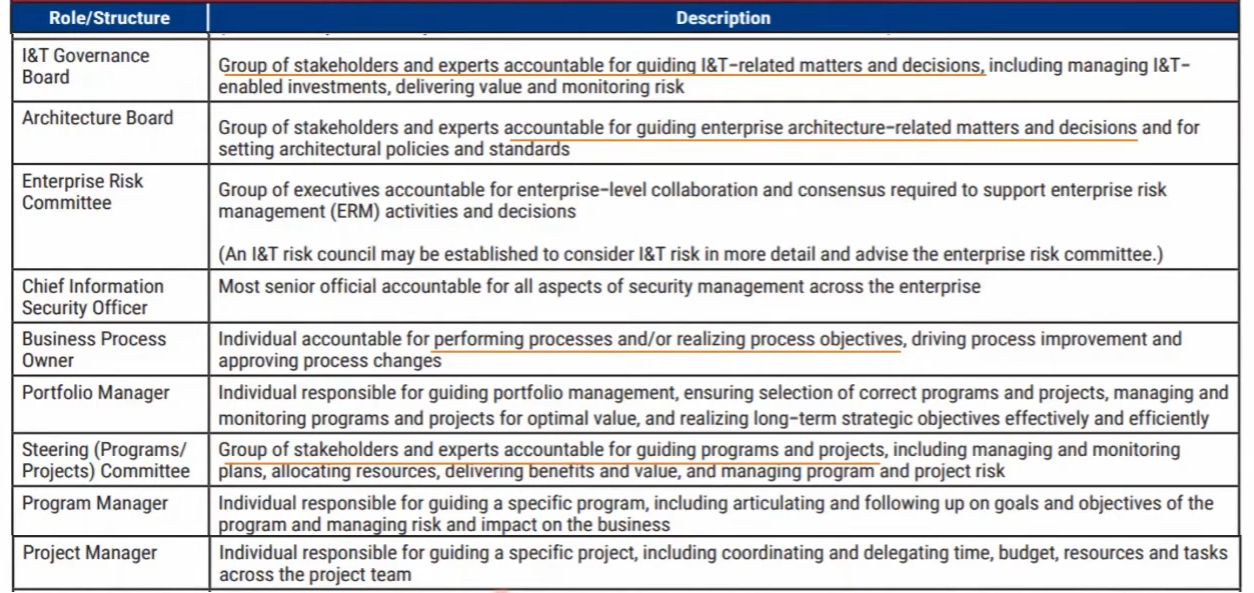 Role/Structure
Description
I&T Governance
Board
Group of stakeholders and experts accountable for guiding I&T-related matters and decisions, including managing I&T-
enabled investments, delivering value and monitoring risk
Architecture Board
Group of stakeholders and experts accountable for guiding enterprise architecture-related matters and decisions and for
setting architectural policies and standards
Enterprise Risk
Committee
Group of executives accountable for enterprise-level collaboration and consensus required to support enterprise risk
management (ERM) activities and decisions
(An I&T risk council may be established to consider I&T risk in more detail and advise the enterprise risk committee.)
Chief Information
Security Officer
Most senior official accountable for all aspects of security management across the enterprise
Business Process
Owner
Individual accountable for performing processes and/or realizing process objectives, driving process improvement and
approving process changes
Portfolio Manager
Individual responsible for guiding portfolio management, ensuring selection of correct programs and projects, managing and
monitoring programs and projects for optimal value, and realizing long-term strategic objectives effectively and efficiently
Steering (Programs/
Projects) Committee
Group of stakeholders and experts accountable for guiding programs and projects, including managing and monitoring
plans, allocating resources, delivering benefits and value, and managing program and project risk
Program Manager
Individual responsible for guiding a specific program, including articulating and following up on goals and objectives of the
program and managing risk and impact on the business
Project Manager
Individual responsible for guiding a specific project, including coordinating and delegating time, budget, resources and tasks
across the project team